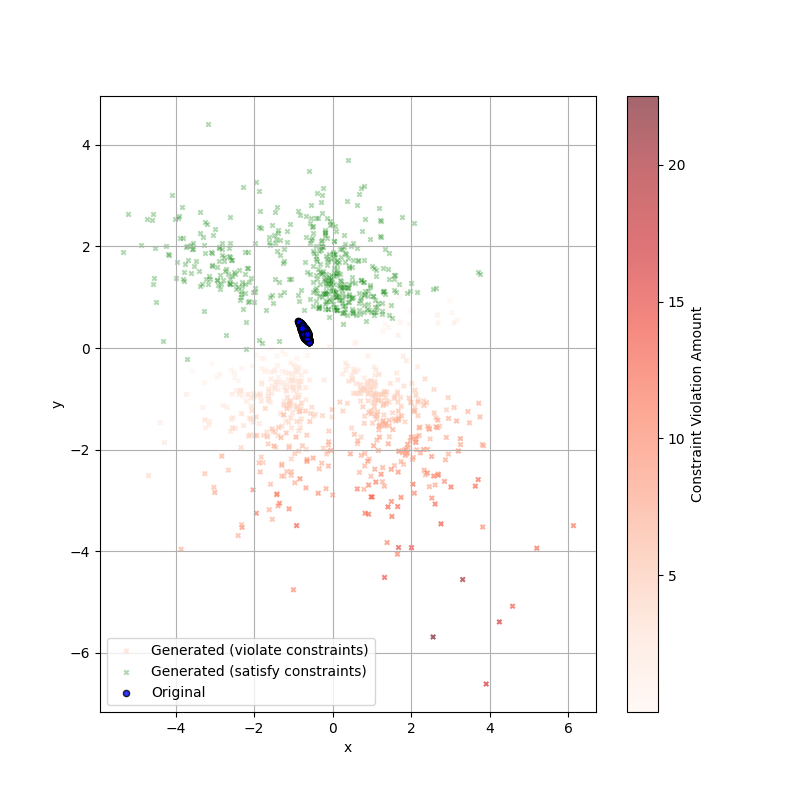 4
2
0
−2
−4
−6
−4
−2
0
2
4
6
x
y
20
15
10
5
Constraint Violation Amount
Generated (violate constraints)
Generated (satisfy constraints)
Original